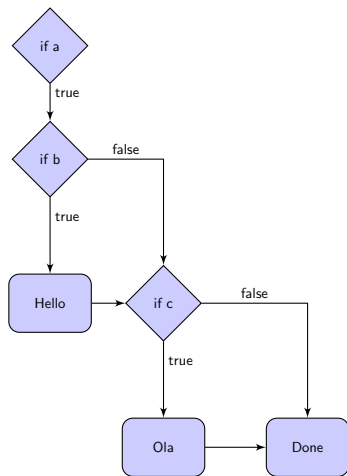 if a
true
if b
false
true
Hello
if c
false
true
Ola
Done